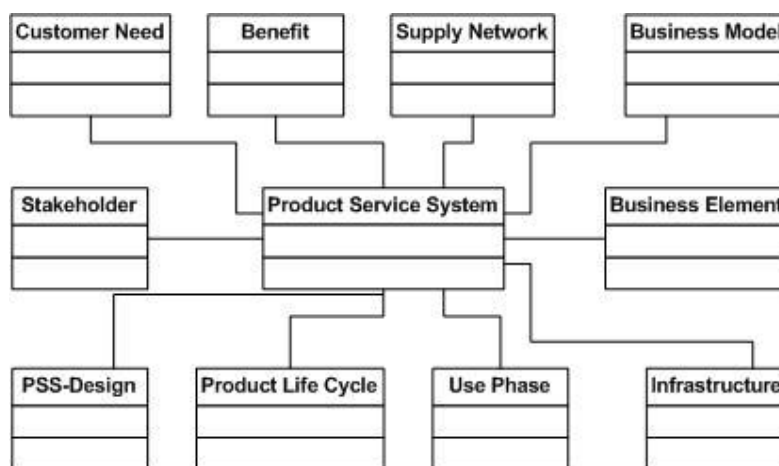 Customer Need
Benefit
Supply Network
Business Model
Stakeholder
Product Service System
Business Element
PSS-Design
Product Life Cycle
Use Phase
Infrastructure